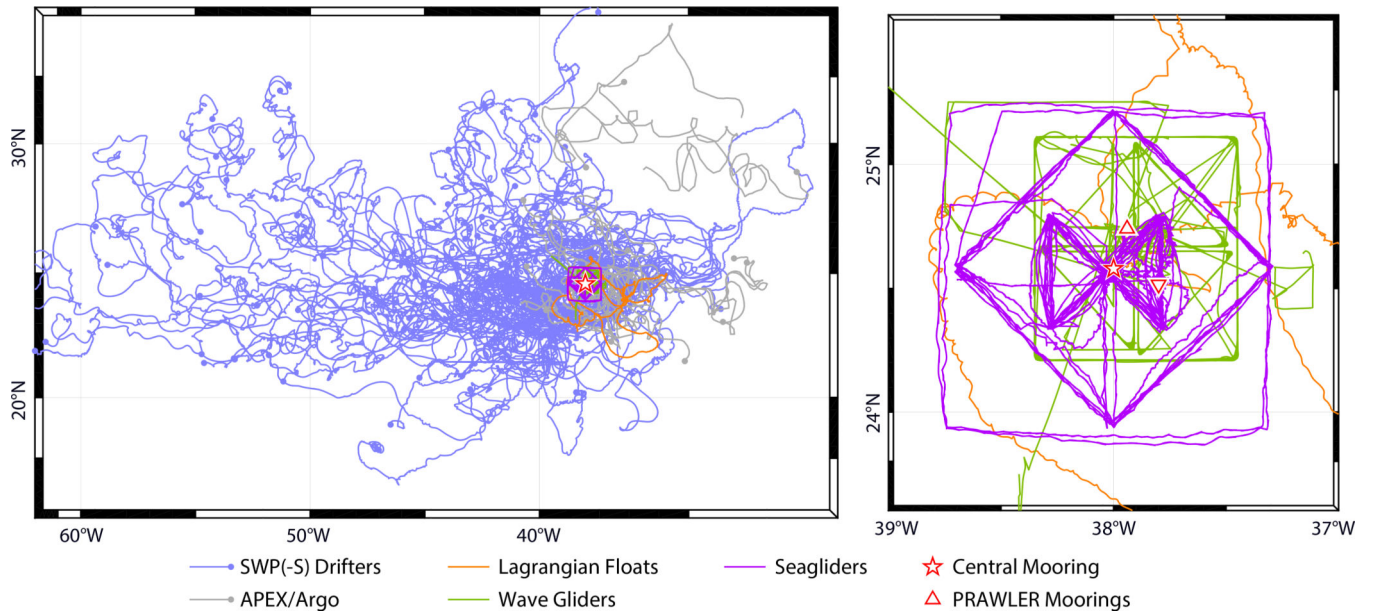 30°N
20°N
60°W
50°W
40°W
25°N
24°N
39°W
38°W
37°W
SWP(-S) Drifters
Lagrangian Floats
Seagliders
Central Mooring
APEX/Argo
Wave Gliders
PRAWLER Moorings